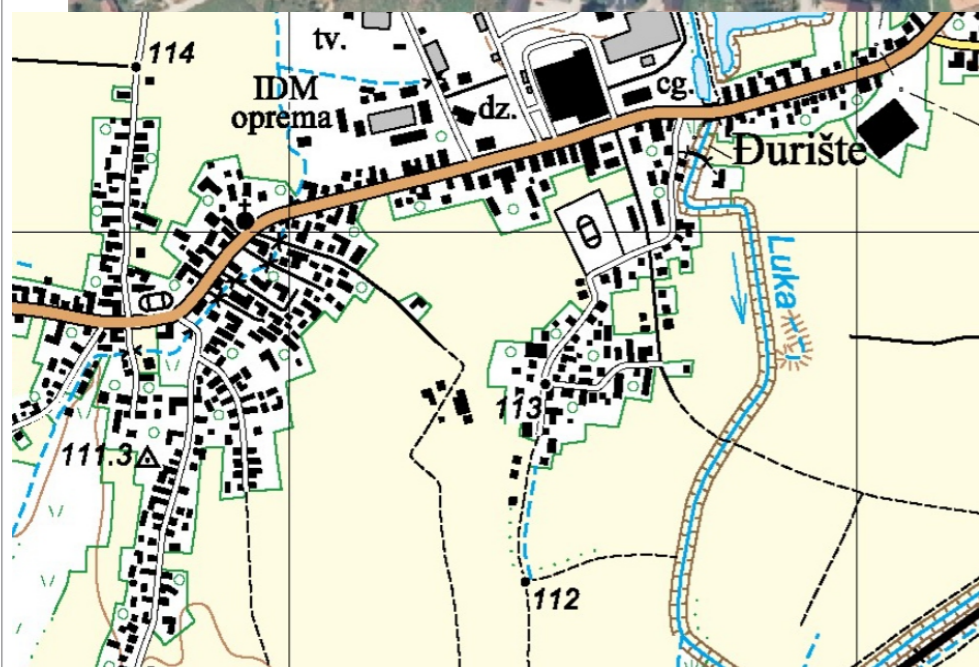 114
tv.
IDM
oprema
dz.
cg.
Đurište
Luka
113
111.3
112